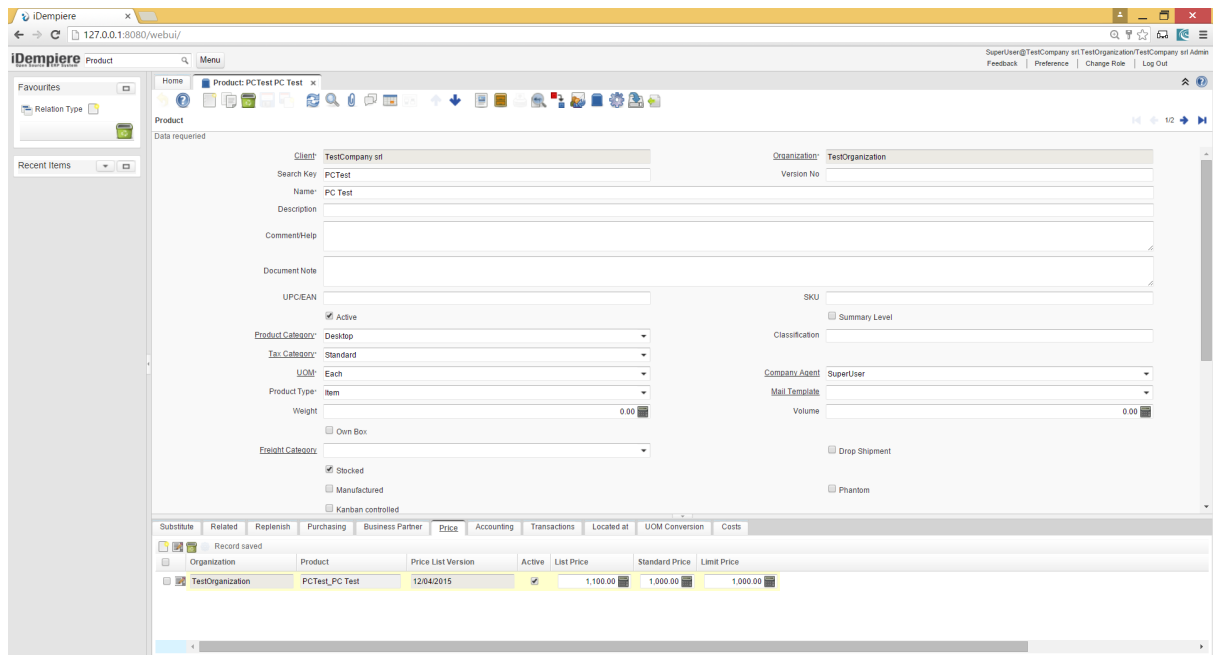 iDempiere
127.0.0.1:8080/webui/
iDempiere Product Menu
Open Source ERP System
SuperUser@TestCompany srl.TestOrganization/TestCompany srl Admin
Feedback | Preference | Change Role | Log Out
Favourites
Relation Type
Recent Items
Home Product: PCTest PC Test
Product 1/2
Data requeried
Client* TestCompany srl Organization* TestOrganization
Search Key PCTest Version No
Name* PC Test
Description
Comment/Help
Document Note
UPC/EAN SKU
Active Summary Level
Product Category* Desktop Classification
Tax Category* Standard
UOM* Each Company Agent SuperUser
Product Type* Item Mail Template
Weight 0.00 Volume 0.00
Own Box
Freight Category Drop Shipment
Stocked
Manufactured Phantom
Kanban controlled
Substitute Related Replenish Purchasing Business Partner Price Accounting Transactions Located at UOM Conversion Costs
Record saved
Organization Product Price List Version Active List Price Standard Price Limit Price
TestOrganization PCTest_PC Test 12/04/2015 1,100.00 1,000.00 1,000.00